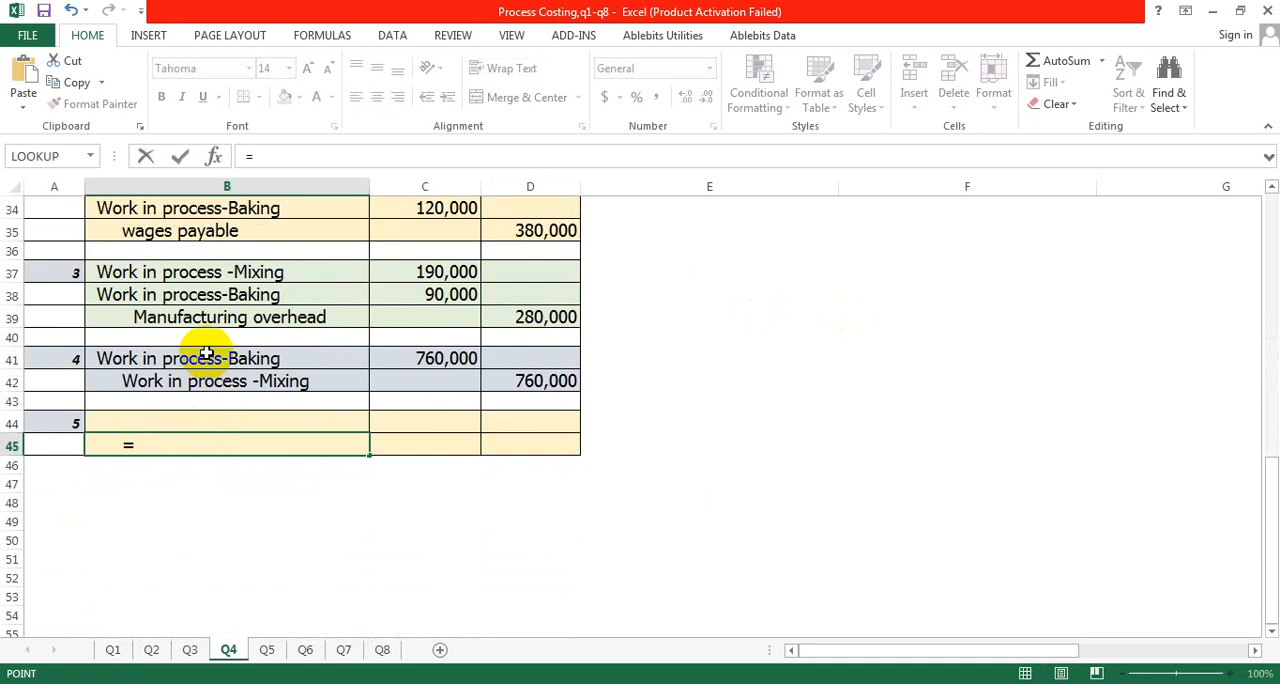 Process Costing,q1-q8 - Excel (Product Activation Failed)
?
FILE HOME INSERT PAGE LAYOUT FORMULAS DATA REVIEW VIEW ADD-INS Ablebits Utilities Ablebits Data Sign in
Paste
Cut
Copy
Format Painter
Clipboard
Tahoma 14
B I U
Font
Wrap Text
Merge & Center
Alignment
General
$ % ,
Number
Conditional Formatting
Format as Table
Cell Styles
Styles
Insert Delete Format
Cells
AutoSum
Fill
Clear
Sort & Filter
Find & Select
Editing
LOOKUP fx =
A B C D E F G
34 Work in process-Baking 120,000
35 wages payable 380,000
36
37 3 Work in process -Mixing 190,000
38 Work in process-Baking 90,000
39 Manufacturing overhead 280,000
40
41 4 Work in process-Baking 760,000
42 Work in process -Mixing 760,000
43
44 5
45 =
46
47
48
49
50
51
52
53
54
55
Q1 Q2 Q3 Q4 Q5 Q6 Q7 Q8
POINT 100%